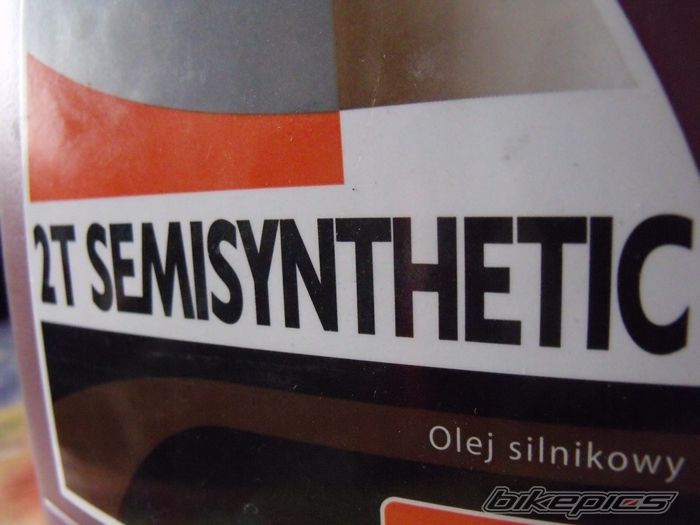 2T SEMISYNTHETIC
Olej silnikowy
bikepics